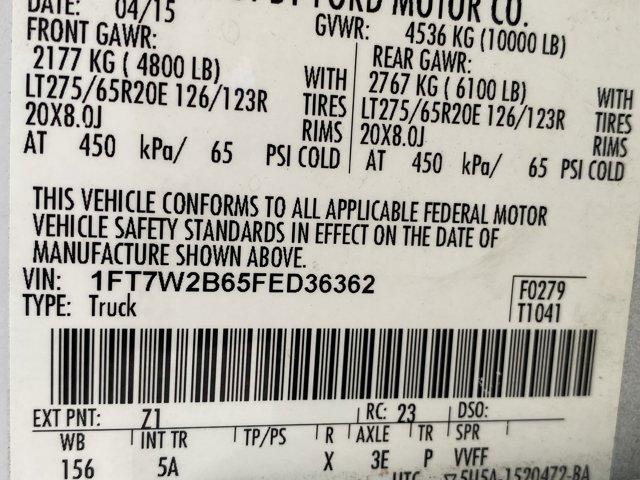 DATE: 04/15
BY FORD MOTOR CO.
FRONT GAWR:
GVWR: 4536 KG (10000 LB)
2177 KG ( 4800 LB)
WITH
REAR GAWR:
LT275/65R20E 126/123R
TIRES
2767 KG ( 6100 LB)
WITH
20X8.0J
RIMS
LT275/65R20E 126/123R
TIRES
AT 450 kPa/ 65 PSI COLD
20X8.0J
RIMS
AT 450 kPa/ 65 PSI COLD
THIS VEHICLE CONFORMS TO ALL APPLICABLE FEDERAL MOTOR
VEHICLE SAFETY STANDARDS IN EFFECT ON THE DATE OF
MANUFACTURE SHOWN ABOVE.
VIN: 1FT7W2B65FED36362
F0279
TYPE: Truck
T1041
EXT PNT: Z1
RC: 23
DSO:
WB INT TR TP/PS R AXLE TR SPR
156 5A X 3E P VVFF
UTC ▽5U5A-1520472-BA